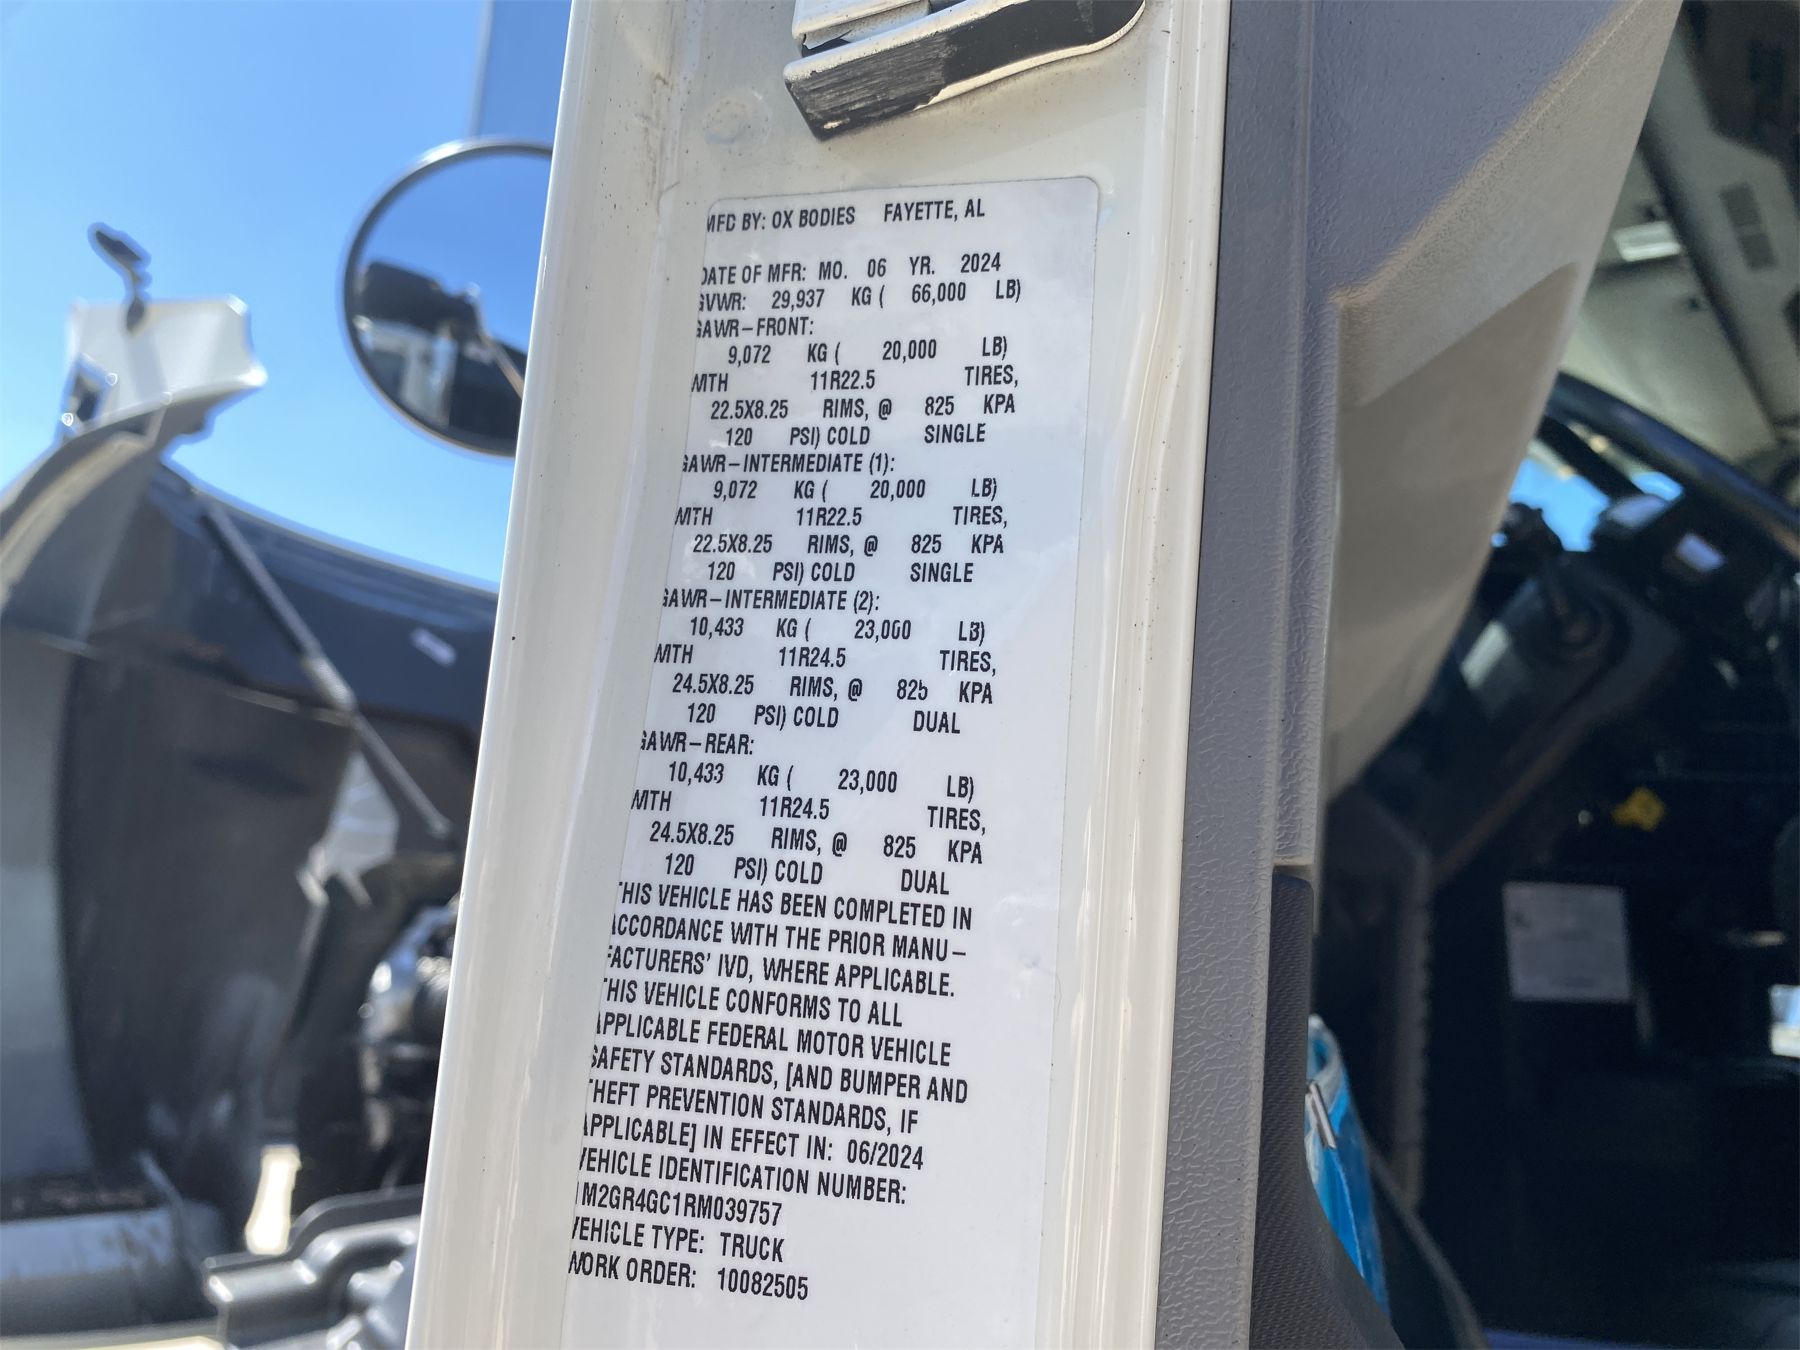 MFD BY: OX BODIES FAYETTE, AL
DATE OF MFR: MO. 06 YR. 2024
GVWR: 29,937 KG ( 66,000 LB)
GAWR-FRONT:
9,072 KG ( 20,000 LB)
WITH 11R22.5 TIRES,
22.5X8.25 RIMS, @ 825 KPA
120 PSI) COLD SINGLE
GAWR-INTERMEDIATE (1):
9,072 KG ( 20,000 LB)
WITH 11R22.5 TIRES,
22.5X8.25 RIMS, @ 825 KPA
120 PSI) COLD SINGLE
GAWR-INTERMEDIATE (2):
10,433 KG ( 23,000 LB)
WITH 11R24.5 TIRES,
24.5X8.25 RIMS, @ 825 KPA
120 PSI) COLD DUAL
GAWR-REAR:
10,433 KG ( 23,000 LB)
WITH 11R24.5 TIRES,
24.5X8.25 RIMS, @ 825 KPA
120 PSI) COLD DUAL
THIS VEHICLE HAS BEEN COMPLETED IN
ACCORDANCE WITH THE PRIOR MANU-
FACTURERS' IVD, WHERE APPLICABLE.
THIS VEHICLE CONFORMS TO ALL
APPLICABLE FEDERAL MOTOR VEHICLE
SAFETY STANDARDS, [AND BUMPER AND
THEFT PREVENTION STANDARDS, IF
APPLICABLE] IN EFFECT IN: 06/2024
VEHICLE IDENTIFICATION NUMBER:
1M2GR4GC1RM039757
VEHICLE TYPE: TRUCK
WORK ORDER: 10082505